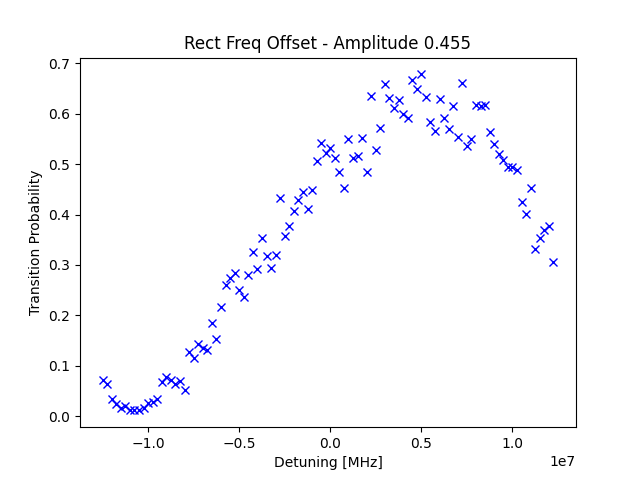 Rect Freq Offset - Amplitude 0.455
0.7
0.6
0.5
0.4
0.3
0.2
0.1
0.0
Transition Probability
−1.0 −0.5 0.0 0.5 1.0
1e7
Detuning [MHz]